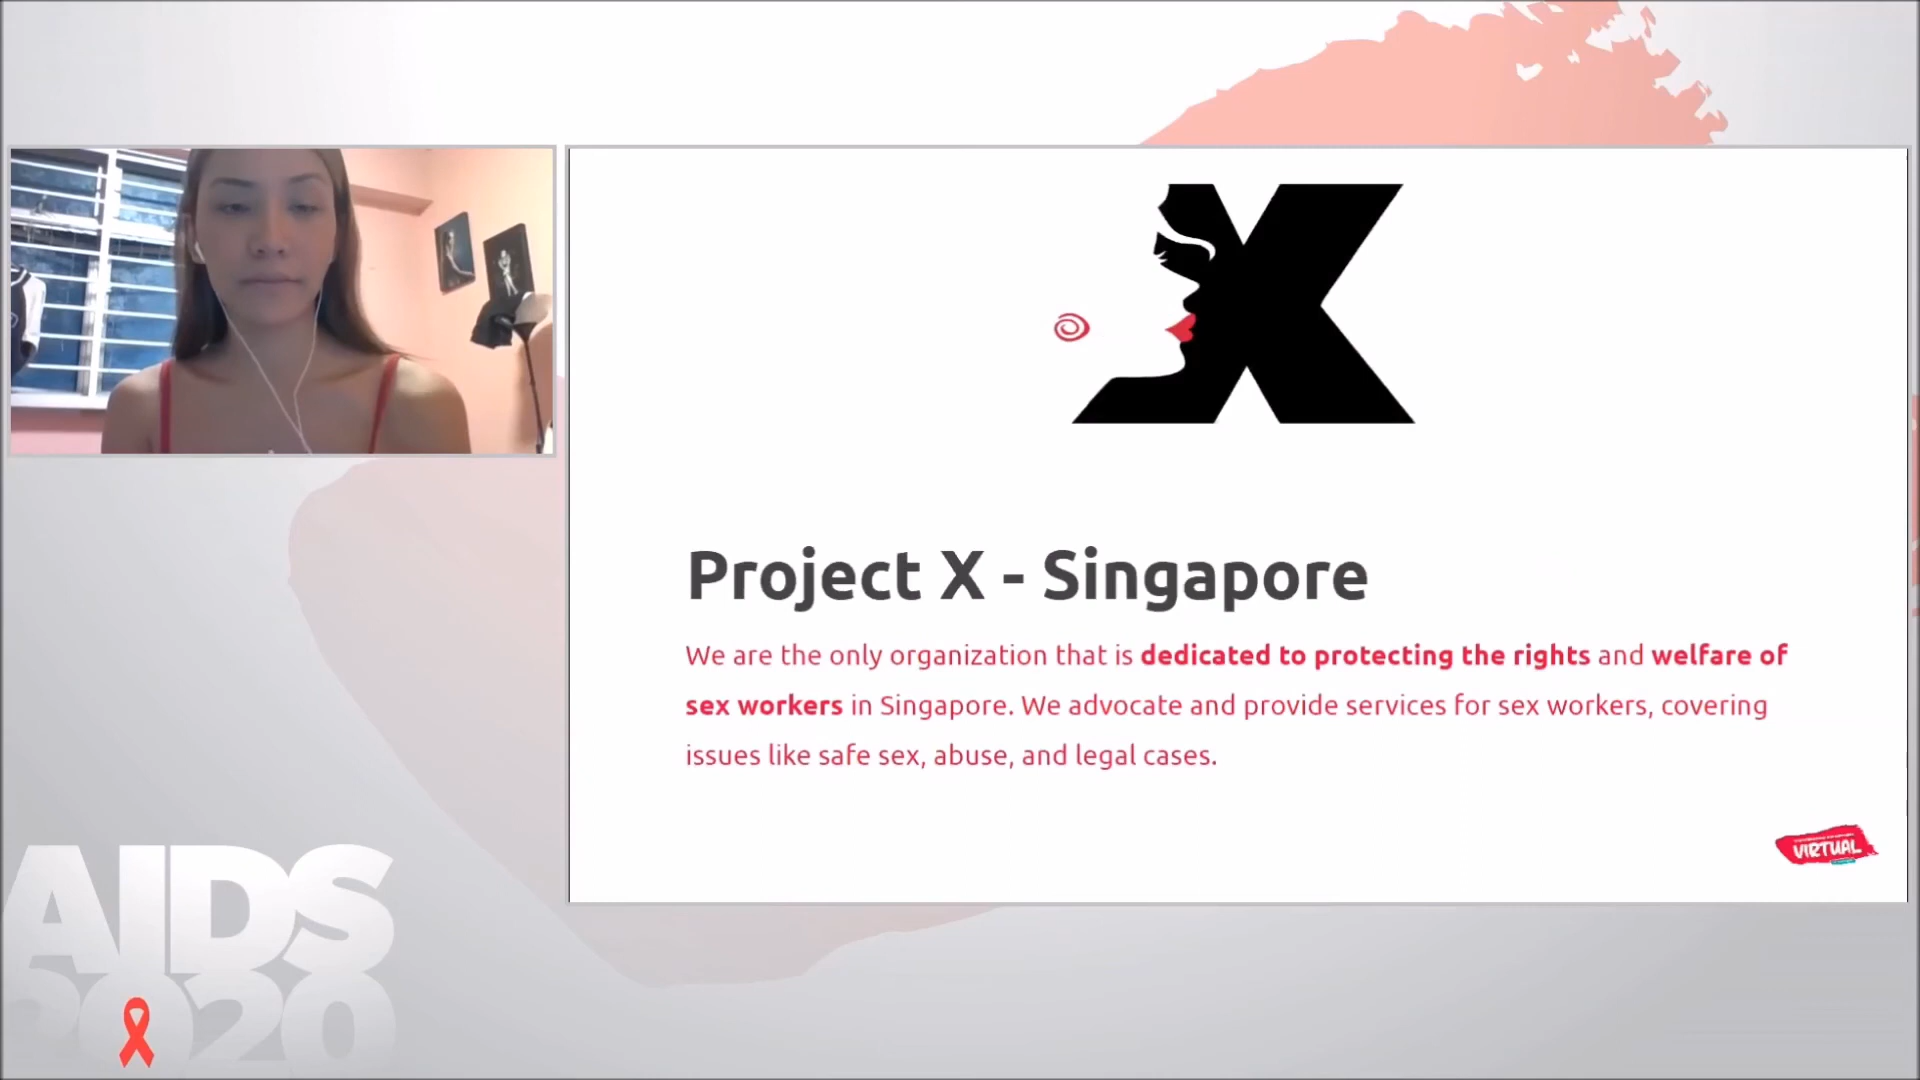 X
Project X - Singapore
We are the only organization that is dedicated to protecting the rights and welfare of
sex workers in Singapore. We advocate and provide services for sex workers, covering
issues like safe sex, abuse, and legal cases.
VIRTUAL
AIDS
2020